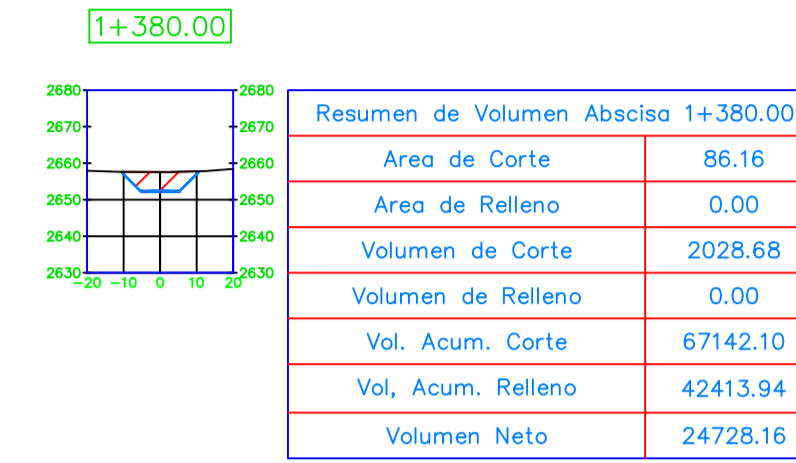 1+380.00
2680 2680
2670 2670
2660 2660
2650 2650
2640 2640
2630 2630
-20 -10 0 10 20
Resumen de Volumen Abscisa 1+380.00
Area de Corte 86.16
Area de Relleno 0.00
Volumen de Corte 2028.68
Volumen de Relleno 0.00
Vol. Acum. Corte 67142.10
Vol, Acum. Relleno 42413.94
Volumen Neto 24728.16